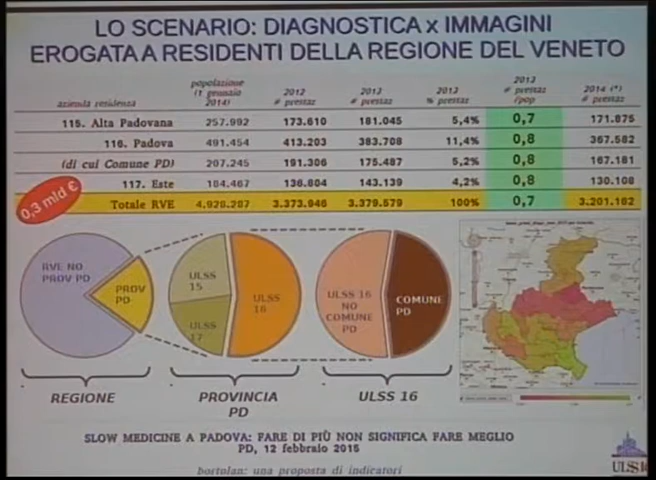 LO SCENARIO: DIAGNOSTICA x IMMAGINI
EROGATA A RESIDENTI DELLA REGIONE DEL VENETO
azienda residenza popolazione (1 gennaio 2014) 2012 # prestaz 2013 # prestaz 2013 % prestaz 2013 # prestaz /pop 2014 (*) # prestaz
115. Alta Padovana 257.992 173.610 181.045 5,4% 0,7 171.875
116. Padova 491.454 413.203 383.708 11,4% 0,8 367.582
(di cui Comune PD) 207.245 191.306 175.487 5,2% 0,8 167.181
117. Este 184.467 136.804 143.139 4,2% 0,8 130.108
Totale RVE 4.926.287 3.373.946 3.379.579 100% 0,7 3.201.162
0,3 mld €
RVE NO
PROV PD
PROV
PD
ULSS
15
ULSS
17
ULSS
16
ULSS 16
NO
COMUNE
PD
COMUNE
PD
REGIONE
PROVINCIA
PD
ULSS 16
SLOW MEDICINE A PADOVA: FARE DI PIÙ NON SIGNIFICA FARE MEGLIO
PD, 12 febbraio 2015
bortolan: una proposta di indicatori
ULSS16